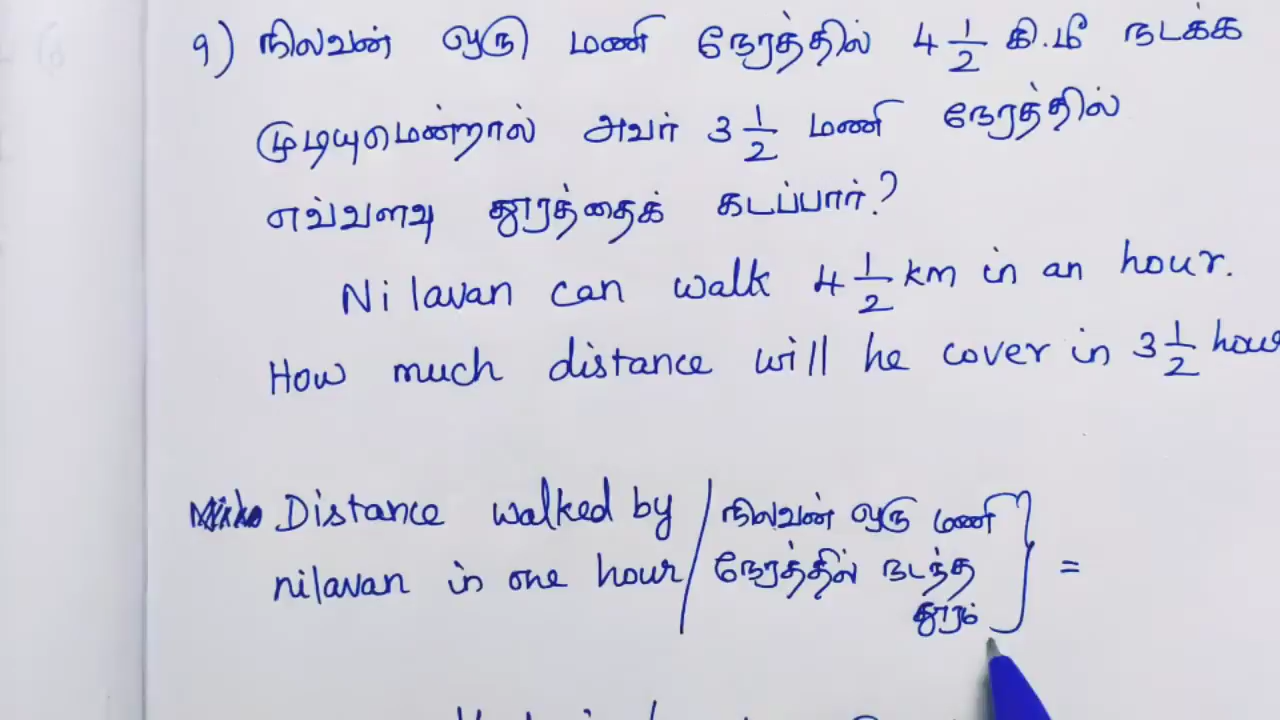 9) நிலவன் ஒரு மணி நேரத்தில் 4 1/2 கி.மீ நடக்க
முடியுமென்றால் அவர் 3 1/2 மணி நேரத்தில்
எவ்வளவு தூரத்தைக் கடப்பார்?
Nilavan can walk 4 1/2 km in an hour.
How much distance will he cover in 3 1/2 hour
Distance walked by / நிலவன் ஒரு மணி
nilavan in one hour / நேரத்தில் நடந்த } =
தூரம்